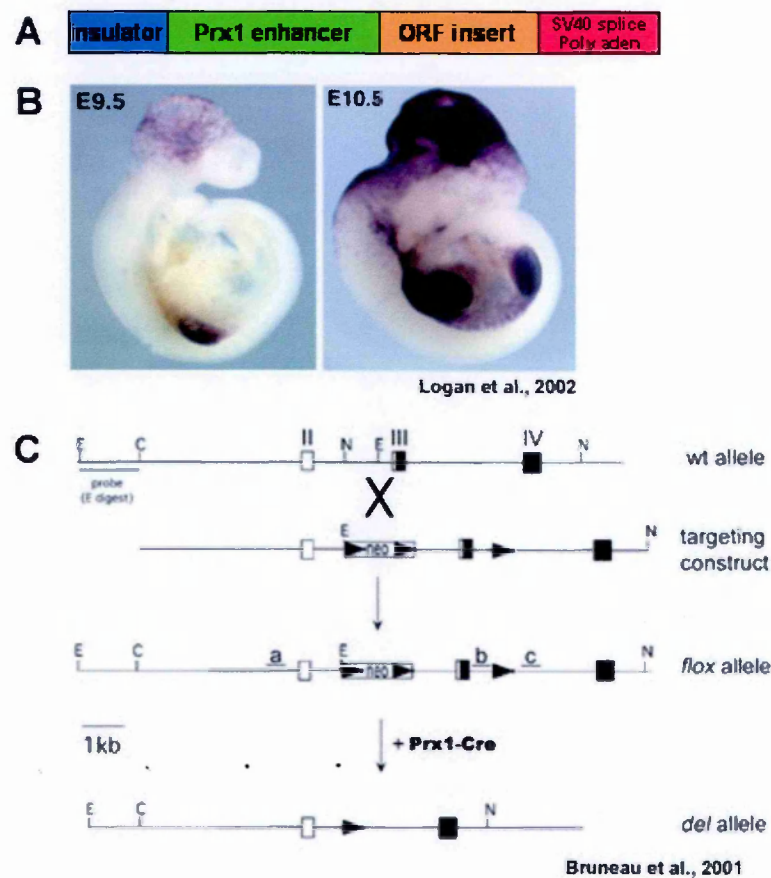 A
insulator Prx1 enhancer ORF insert SV40 splice
Poly aden
B
E9.5 E10.5
Logan et al., 2002
C
E C II N E III IV N
wt allele
probe
(E digest)
E N
neo
targeting
construct
E C a E b c N
neo
flox allele
1kb
+ Prx1-Cre
E C N
del allele
Bruneau et al., 2001